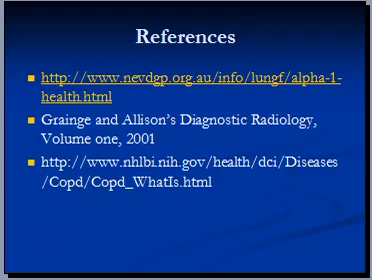 References
http://www.nevdgp.org.au/info/lungf/alpha-1-
health.html
Grainge and Allison's Diagnostic Radiology,
Volume one, 2001
http://www.nhlbi.nih.gov/health/dci/Diseases
/Copd/Copd_WhatIs.html